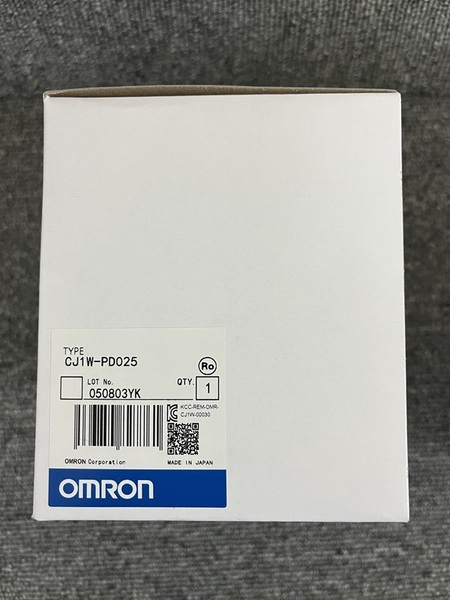 TYPE
CJ1W-PD025
Ro
LOT No.
QTY.
050803YK
1
KCC-REM-OMR-
CJ1W-00030
OMRON Corporation
MADE IN JAPAN
OMRON